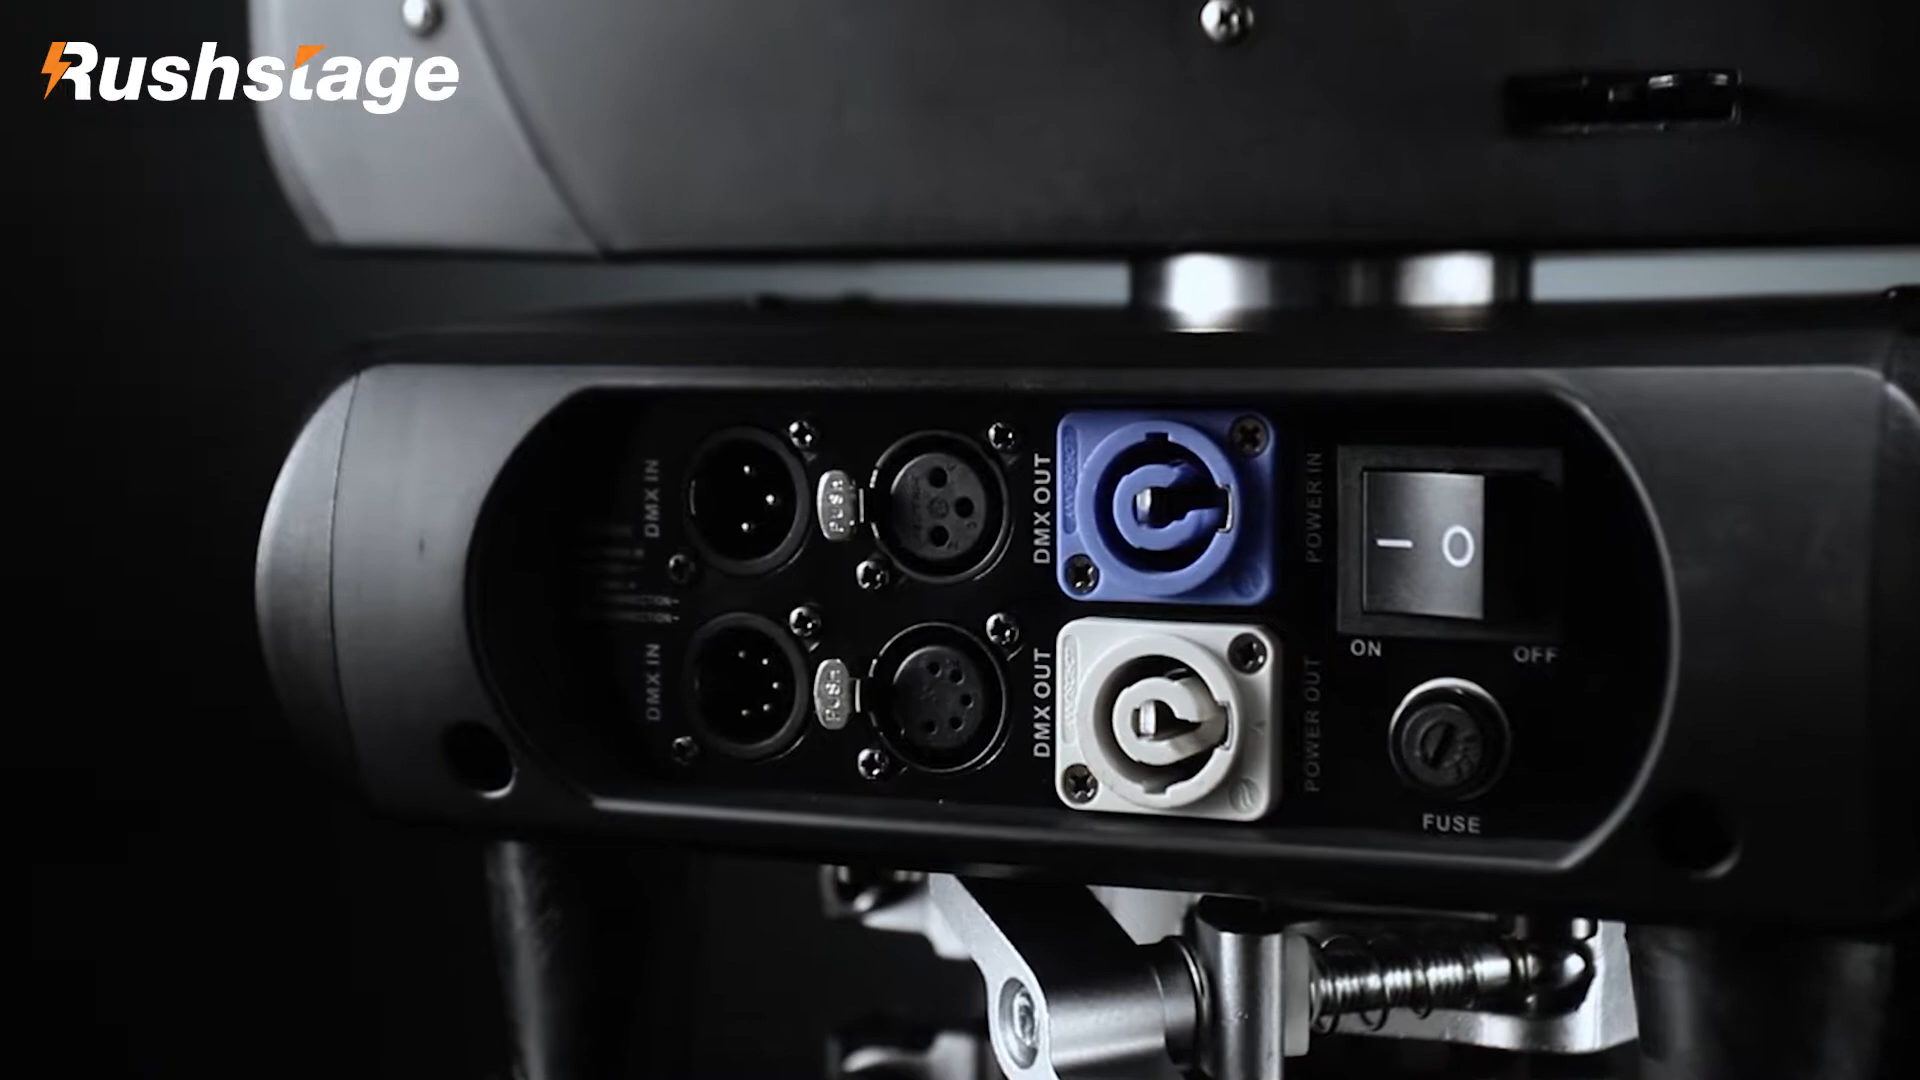 Rushstage
DMX IN
PUSH
DMX OUT
POWER IN
ON
OFF
DMX IN
PUSH
DMX OUT
POWER OUT
FUSE